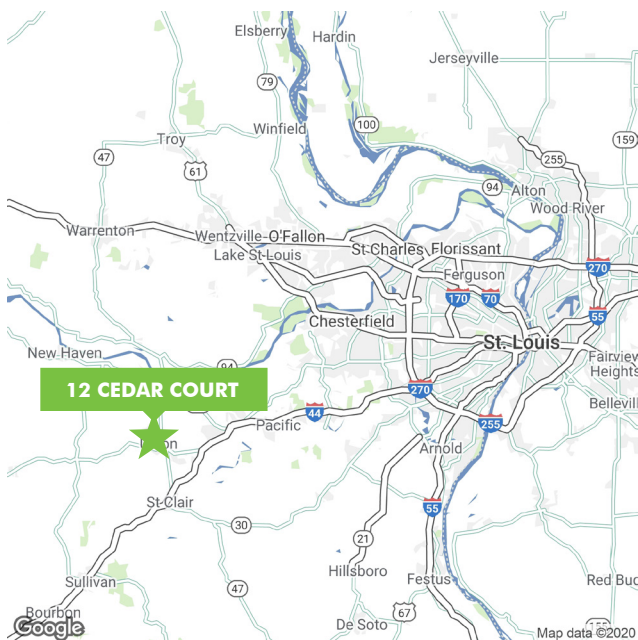 Elsberry
Hardin
Jerseyville
79
100
Winfield
Troy
159
47
255
61
94
Alton
Wood River
Warrenton
Wentzville
O'Fallon
Lake St Louis
St Charles
Florissant
Ferguson
270
170
70
55
Chesterfield
St. Louis
New Haven
94
Fairview
Heights
12 CEDAR COURT
270
44
Bellevil
Pacific
255
Arnold
St Clair
55
30
21
Hillsboro
Festus
Sullivan
47
Red Buc
Bourbon
67
De Soto
Google
Map data ©2020